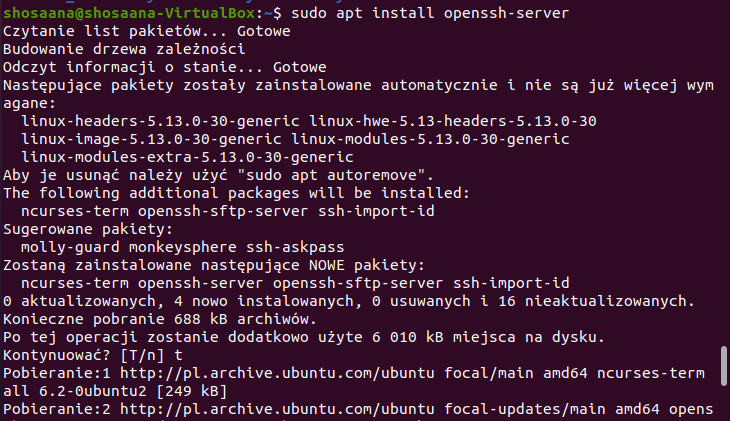 shosaana@shosaana-VirtualBox:~$ sudo apt install openssh-server
Czytanie list pakietów... Gotowe
Budowanie drzewa zależności
Odczyt informacji o stanie... Gotowe
Następujące pakiety zostały zainstalowane automatycznie i nie są już więcej wym
agane:
  linux-headers-5.13.0-30-generic linux-hwe-5.13-headers-5.13.0-30
  linux-image-5.13.0-30-generic linux-modules-5.13.0-30-generic
  linux-modules-extra-5.13.0-30-generic
Aby je usunąć należy użyć "sudo apt autoremove".
The following additional packages will be installed:
  ncurses-term openssh-sftp-server ssh-import-id
Sugerowane pakiety:
  molly-guard monkeysphere ssh-askpass
Zostaną zainstalowane następujące NOWE pakiety:
  ncurses-term openssh-server openssh-sftp-server ssh-import-id
0 aktualizowanych, 4 nowo instalowanych, 0 usuwanych i 16 nieaktualizowanych.
Konieczne pobranie 688 kB archiwów.
Po tej operacji zostanie dodatkowo użyte 6 010 kB miejsca na dysku.
Kontynuować? [T/n] t
Pobieranie:1 http://pl.archive.ubuntu.com/ubuntu focal/main amd64 ncurses-term
all 6.2-0ubuntu2 [249 kB]
Pobieranie:2 http://pl.archive.ubuntu.com/ubuntu focal-updates/main amd64 opens